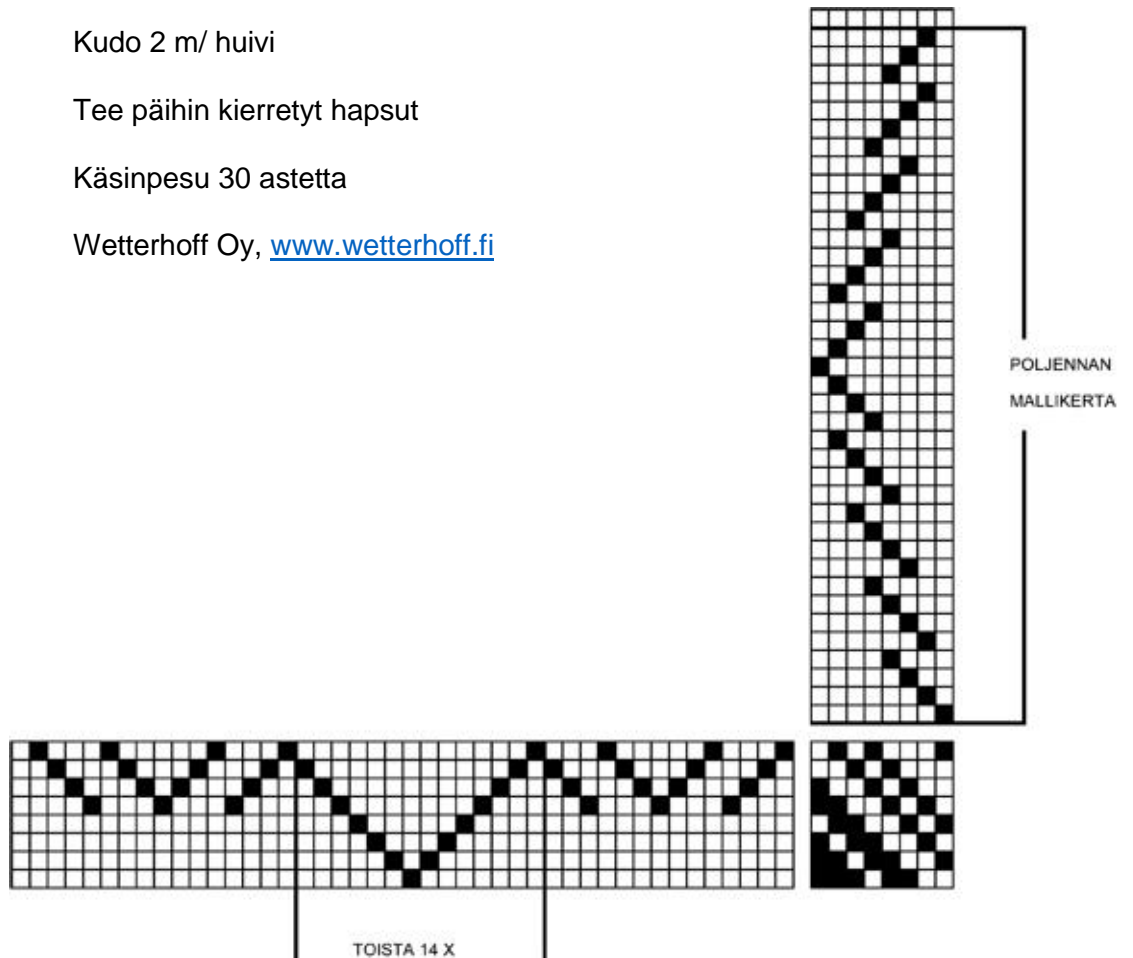 Kudo 2 m/ huivi
Tee päihin kierretyt hapsut
Käsinpesu 30 astetta
Wetterhoff Oy, www.wetterhoff.fi
POLJENNAN
MALLIKERTA
TOISTA 14 X